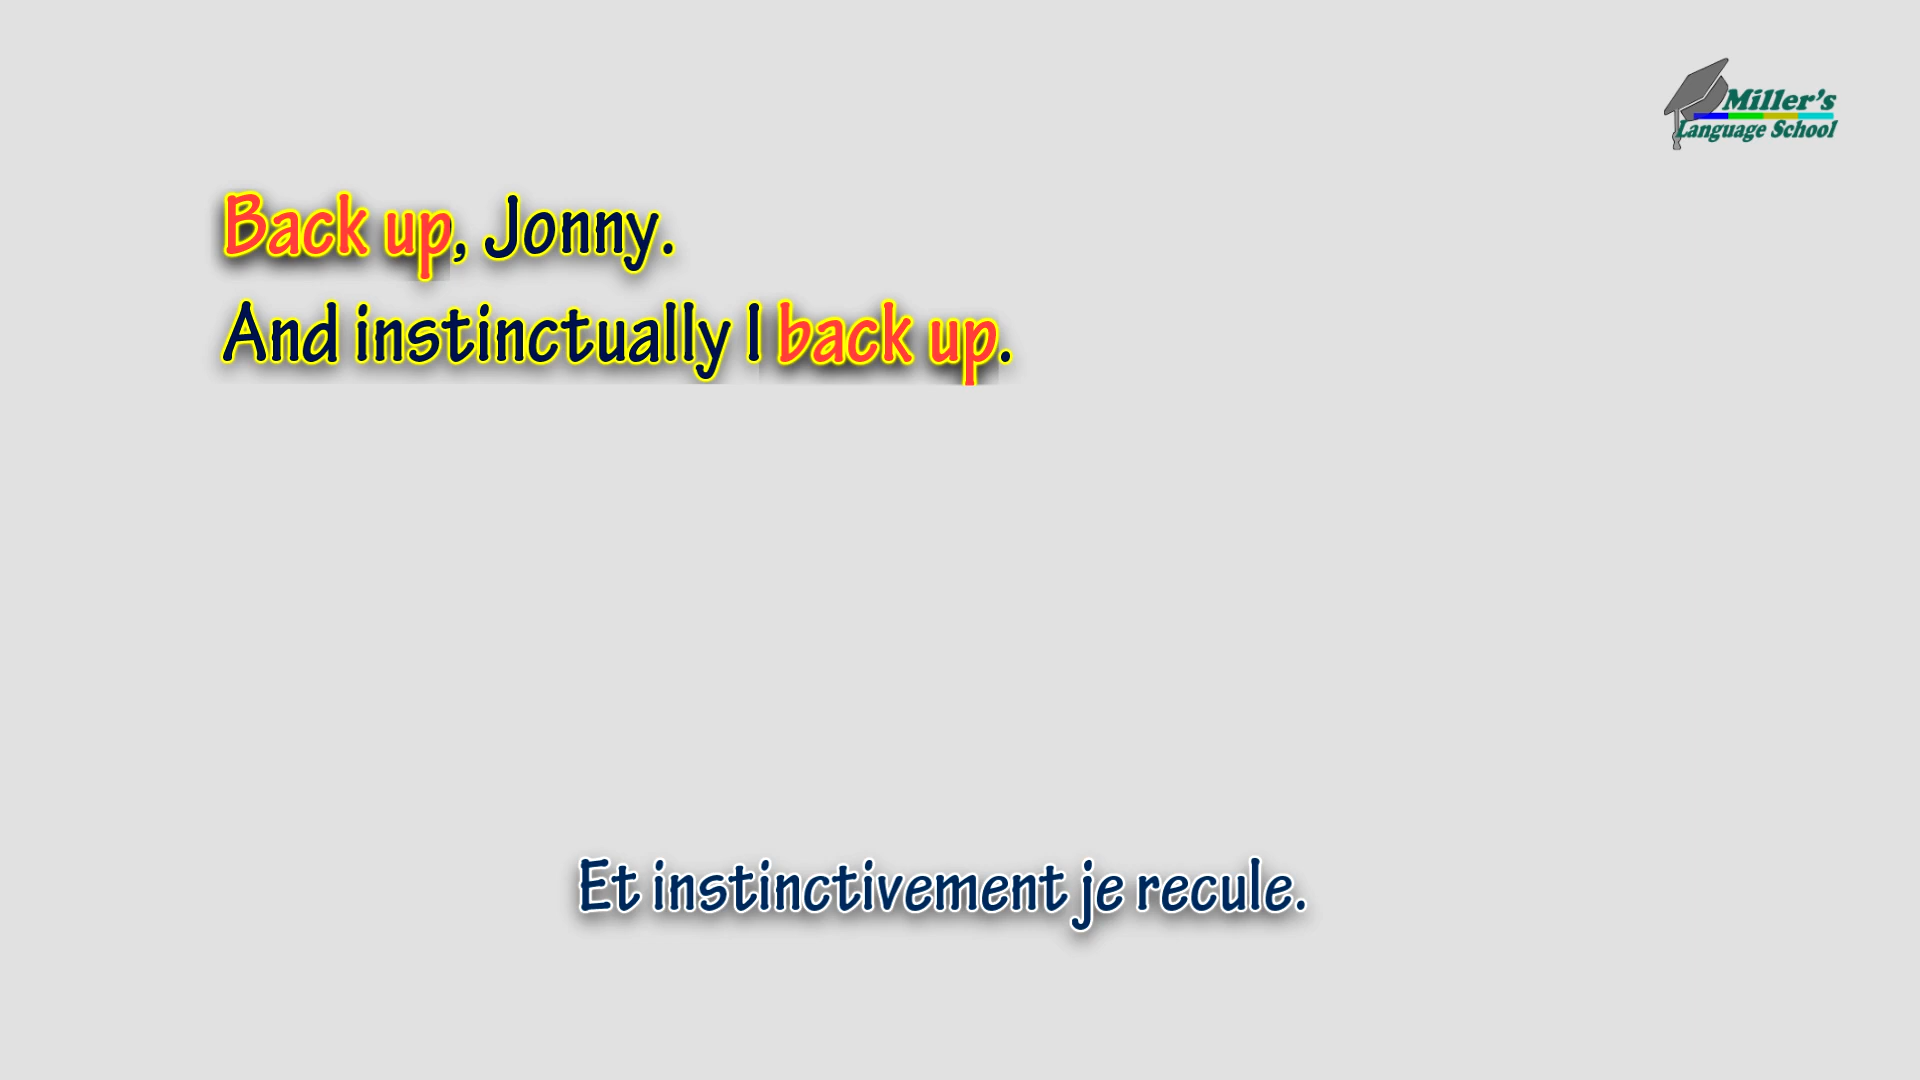 Miller's
Language School
Back up, Jonny.
And instinctually I back up.
Et instinctivement je recule.